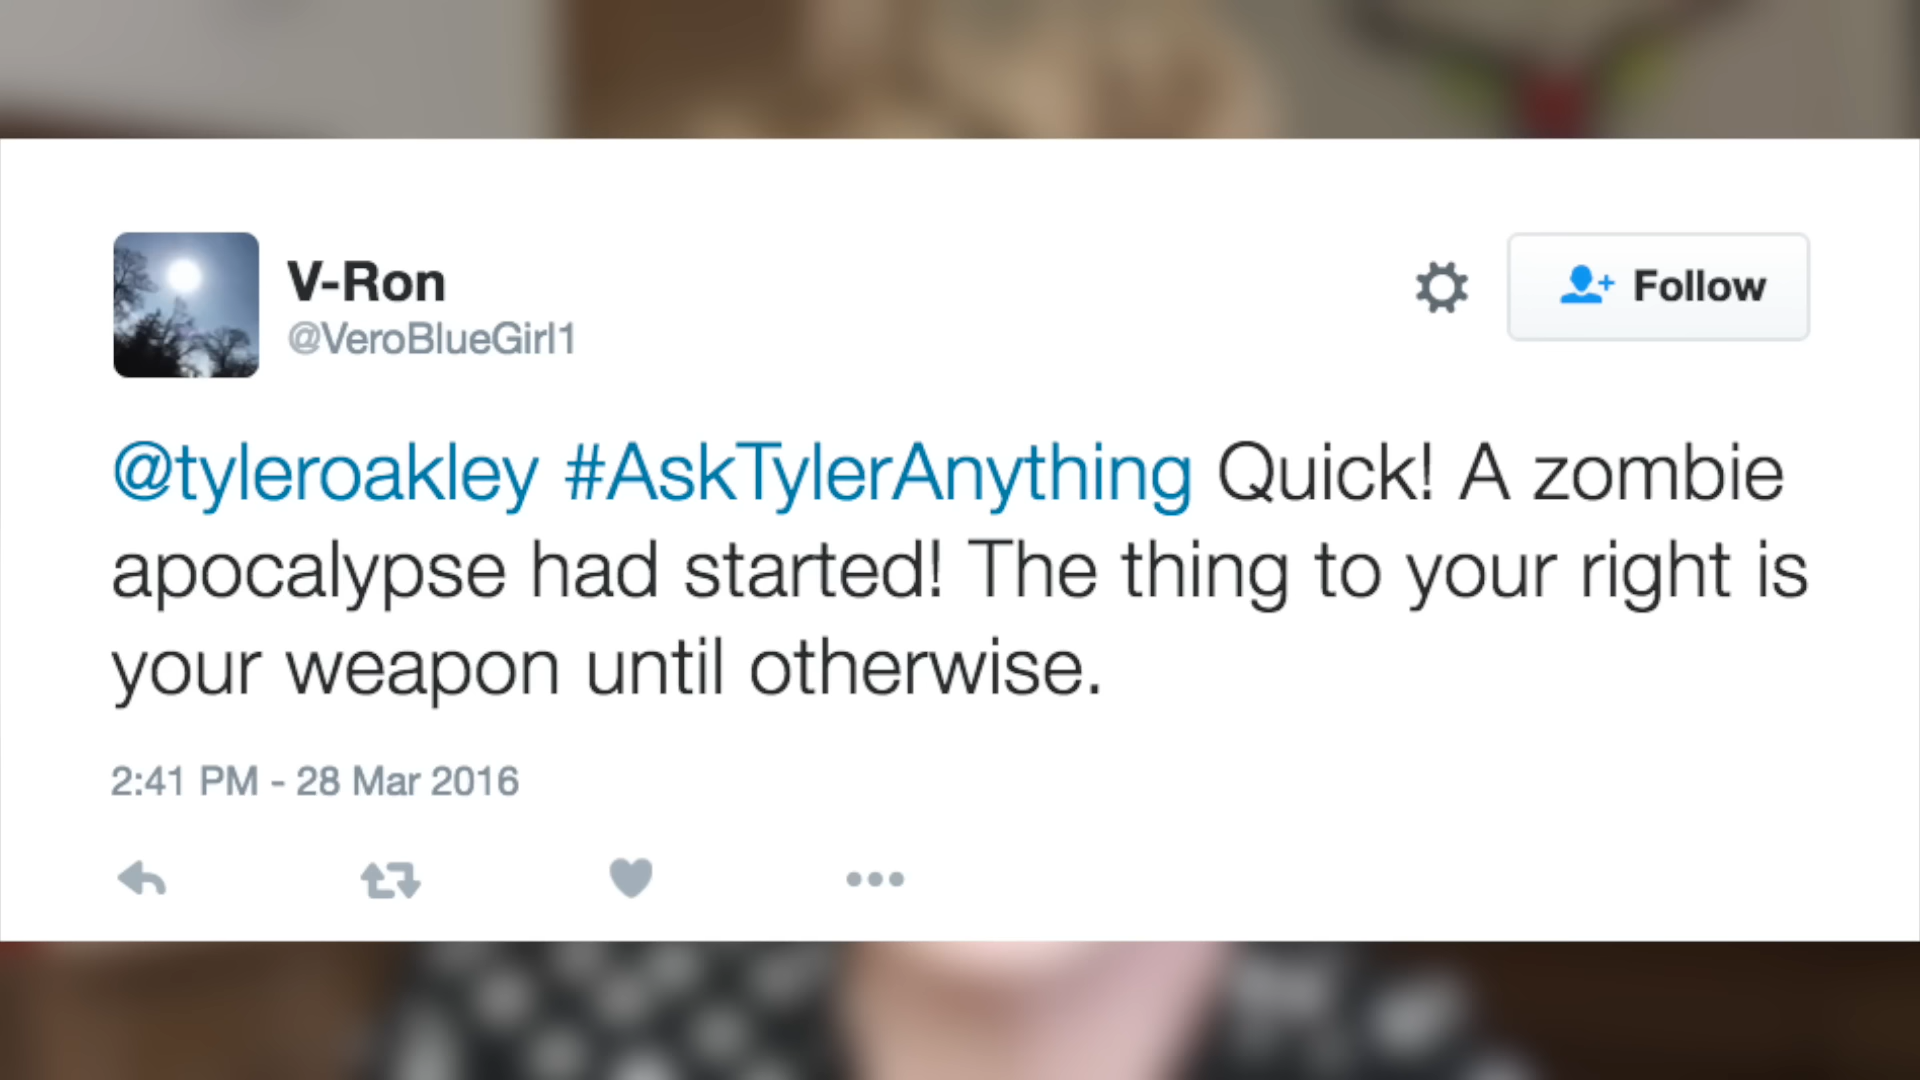 V-Ron
@VeroBlueGirl1
Follow
@tyleroakley #AskTylerAnything Quick! A zombie
apocalypse had started! The thing to your right is
your weapon until otherwise.
2:41 PM - 28 Mar 2016